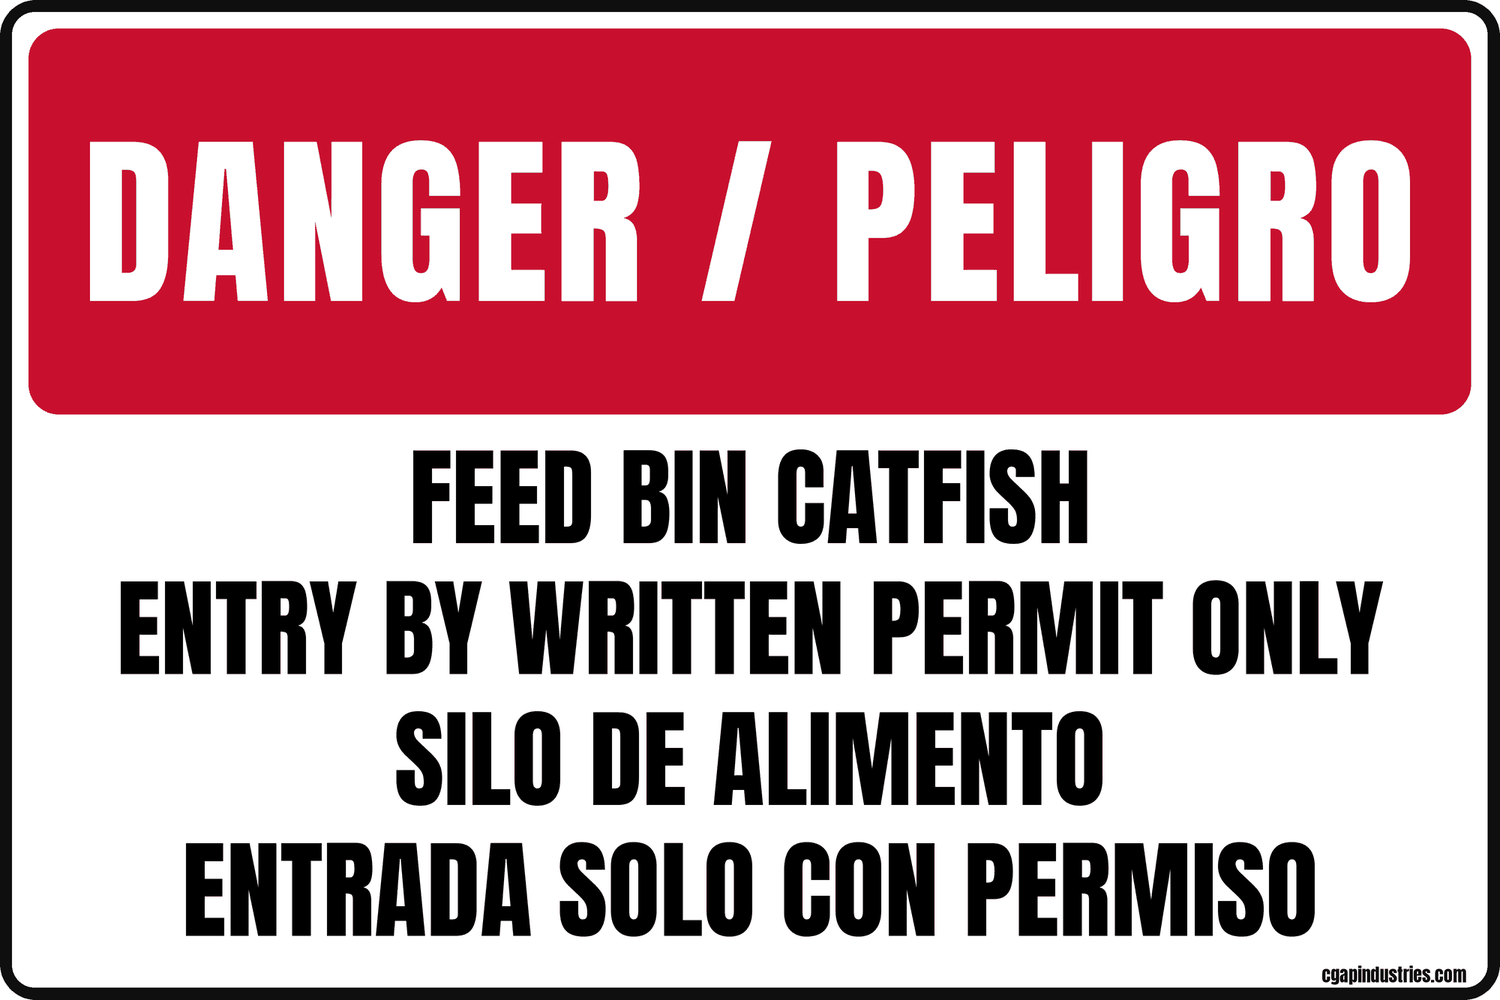 DANGER / PELIGRO
FEED BIN CATFISH
ENTRY BY WRITTEN PERMIT ONLY
SILO DE ALIMENTO
ENTRADA SOLO CON PERMISO
cgapindustries.com